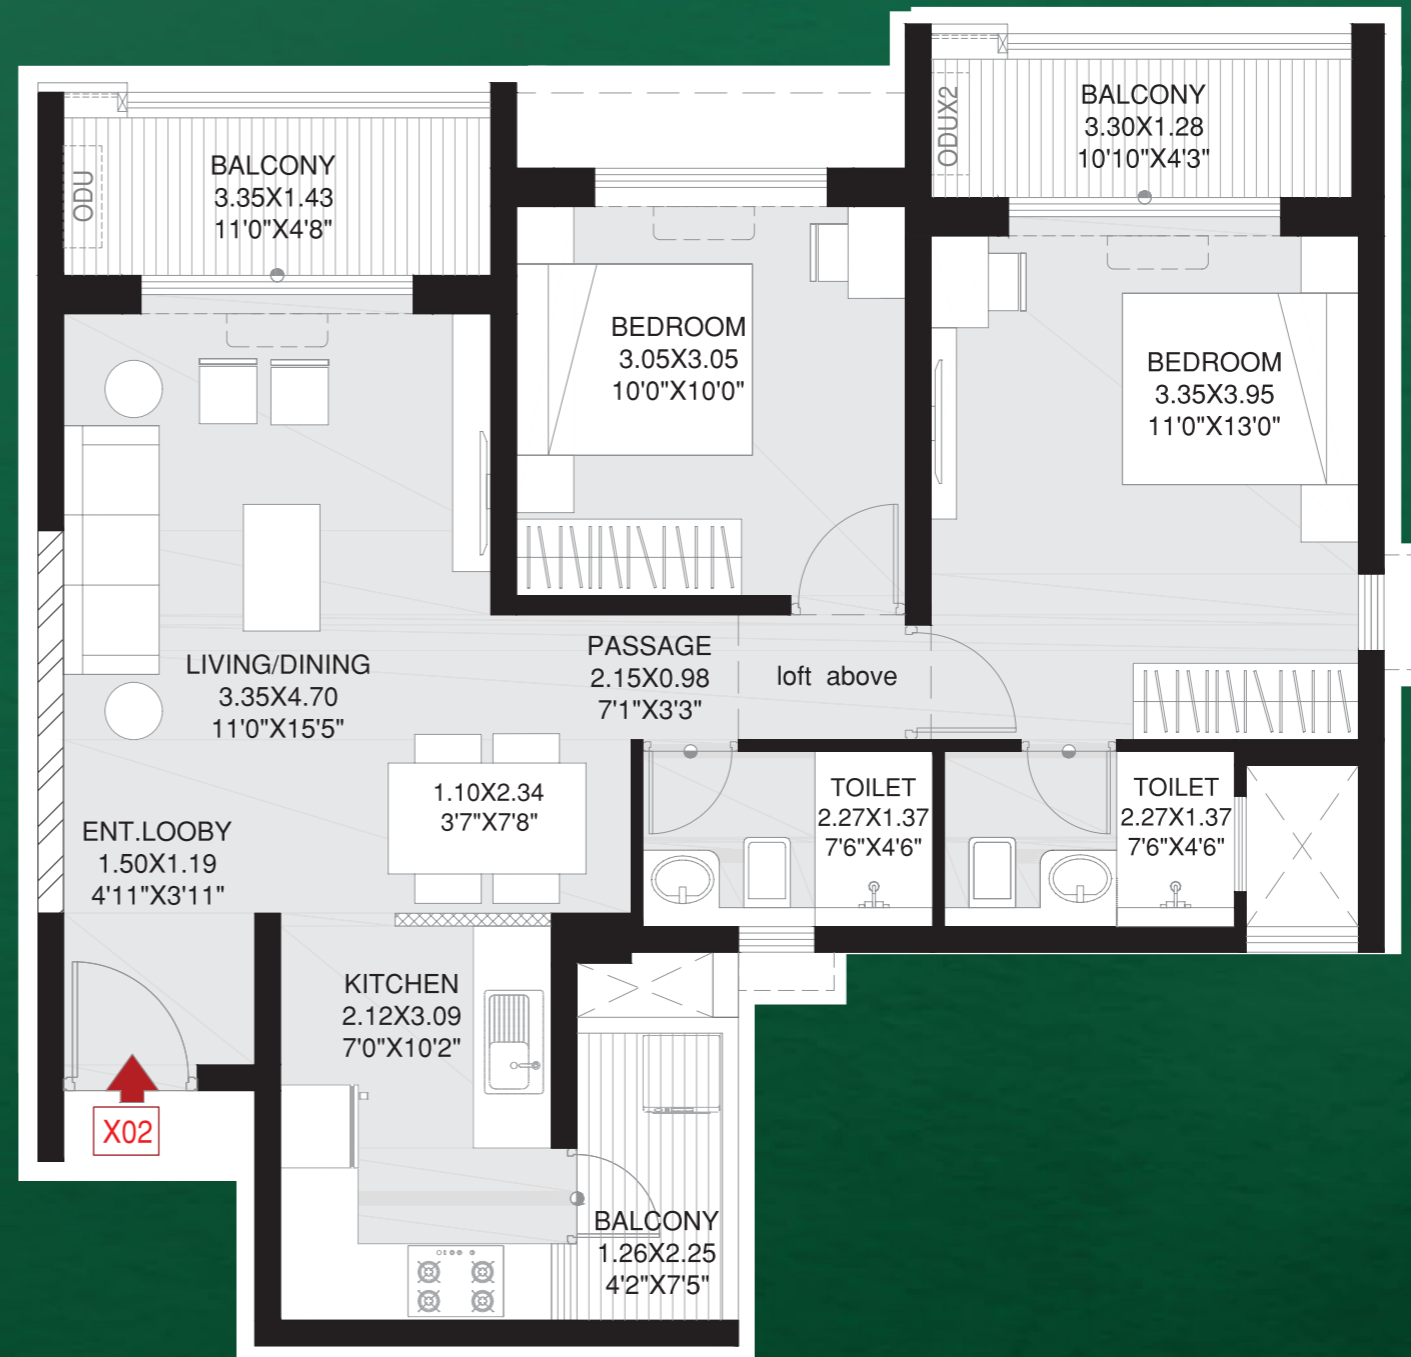 BALCONY
3.30X1.28
10'10"X4'3"
ODUX2
BALCONY
3.35X1.43
11'0"X4'8"
ODU
BEDROOM
3.05X3.05
10'0"X10'0"
BEDROOM
3.35X3.95
11'0"X13'0"
LIVING/DINING
3.35X4.70
11'0"X15'5"
PASSAGE
2.15X0.98
7'1"X3'3"
loft above
1.10X2.34
3'7"X7'8"
TOILET
2.27X1.37
7'6"X4'6"
TOILET
2.27X1.37
7'6"X4'6"
ENT.LOOBY
1.50X1.19
4'11"X3'11"
KITCHEN
2.12X3.09
7'0"X10'2"
X02
BALCONY
1.26X2.25
4'2"X7'5"